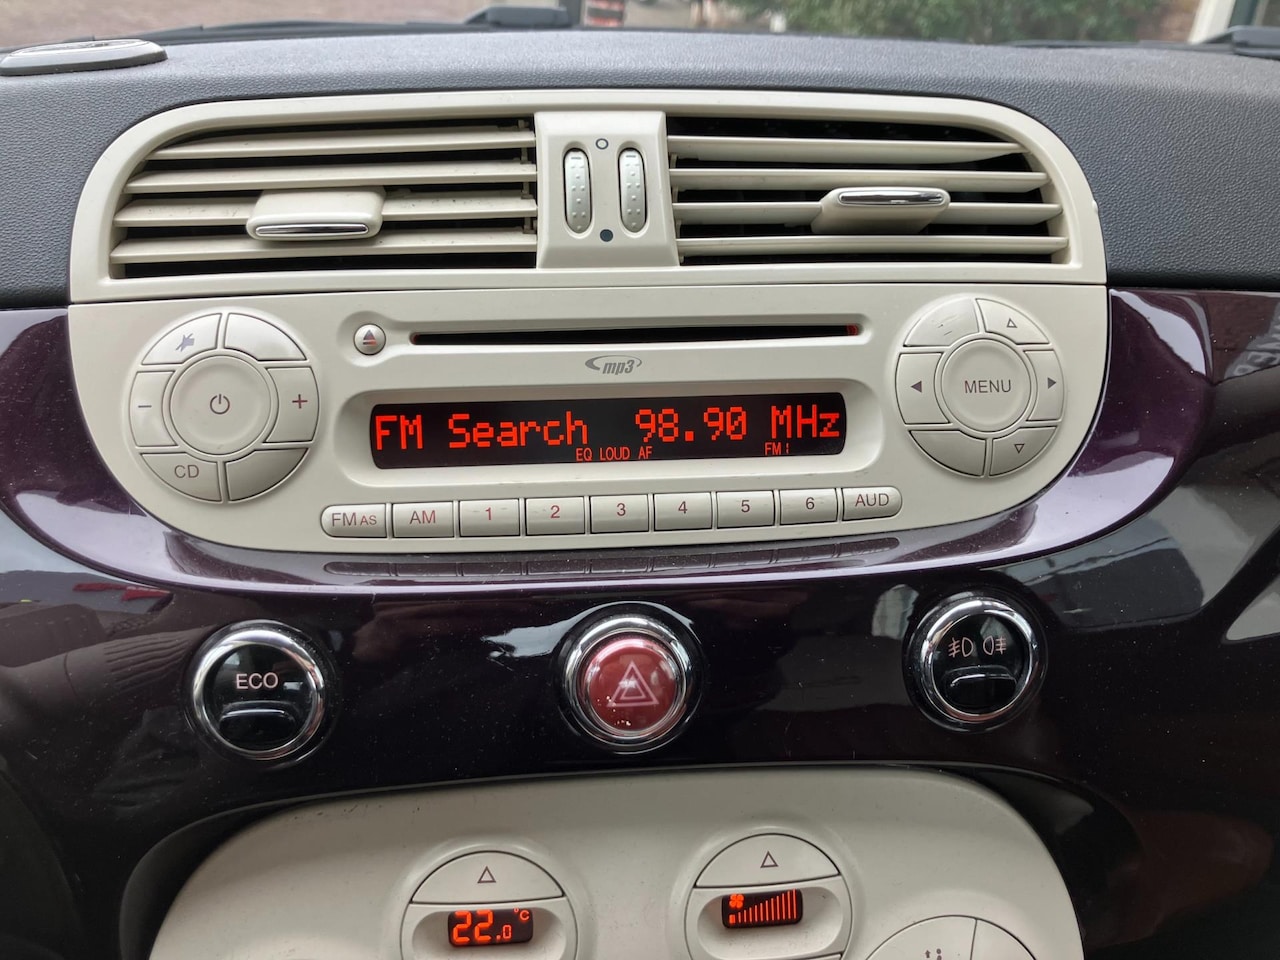 mp3
FM Search 98.90 MHz
EQ LOUD AF FM1
MENU
CD
FM AS AM 1 2 3 4 5 6 AUD
ECO
22.0 °C